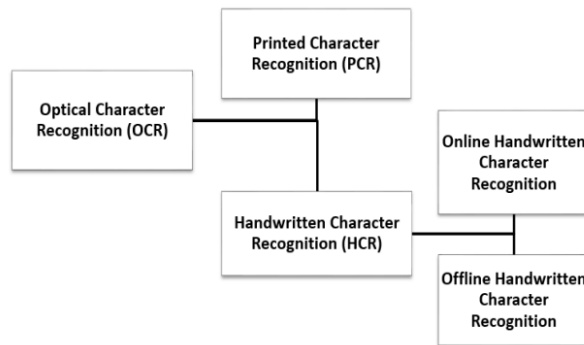 Printed Character
Recognition (PCR)
Optical Character
Recognition (OCR)
Online Handwritten
Character
Recognition
Handwritten Character
Recognition (HCR)
Offline Handwritten
Character
Recognition